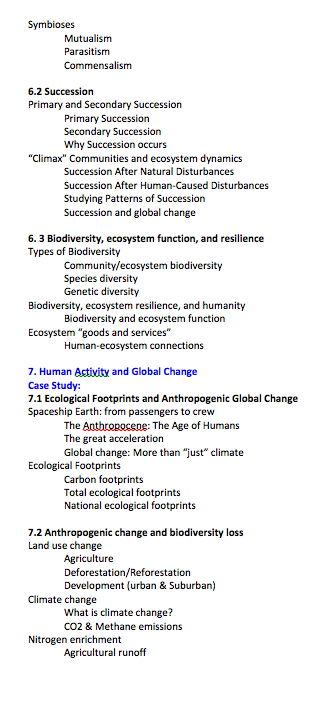 Symbioses
Mutualism
Parasitism
Commensalism
6.2 Succession
Primary and Secondary Succession
Primary Succession
Secondary Succession
Why Succession occurs
“Climax” Communities and ecosystem dynamics
Succession After Natural Disturbances
Succession After Human-Caused Disturbances
Studying Patterns of Succession
Succession and global change
6. 3 Biodiversity, ecosystem function, and resilience
Types of Biodiversity
Community/ecosystem biodiversity
Species diversity
Genetic diversity
Biodiversity, ecosystem resilience, and humanity
Biodiversity and ecosystem function
Ecosystem “goods and services”
Human-ecosystem connections
7. Human Activity and Global Change
Case Study:
7.1 Ecological Footprints and Anthropogenic Global Change
Spaceship Earth: from passengers to crew
The Anthropocene: The Age of Humans
The great acceleration
Global change: More than “just” climate
Ecological Footprints
Carbon footprints
Total ecological footprints
National ecological footprints
7.2 Anthropogenic change and biodiversity loss
Land use change
Agriculture
Deforestation/Reforestation
Development (urban & Suburban)
Climate change
What is climate change?
CO2 & Methane emissions
Nitrogen enrichment
Agricultural runoff